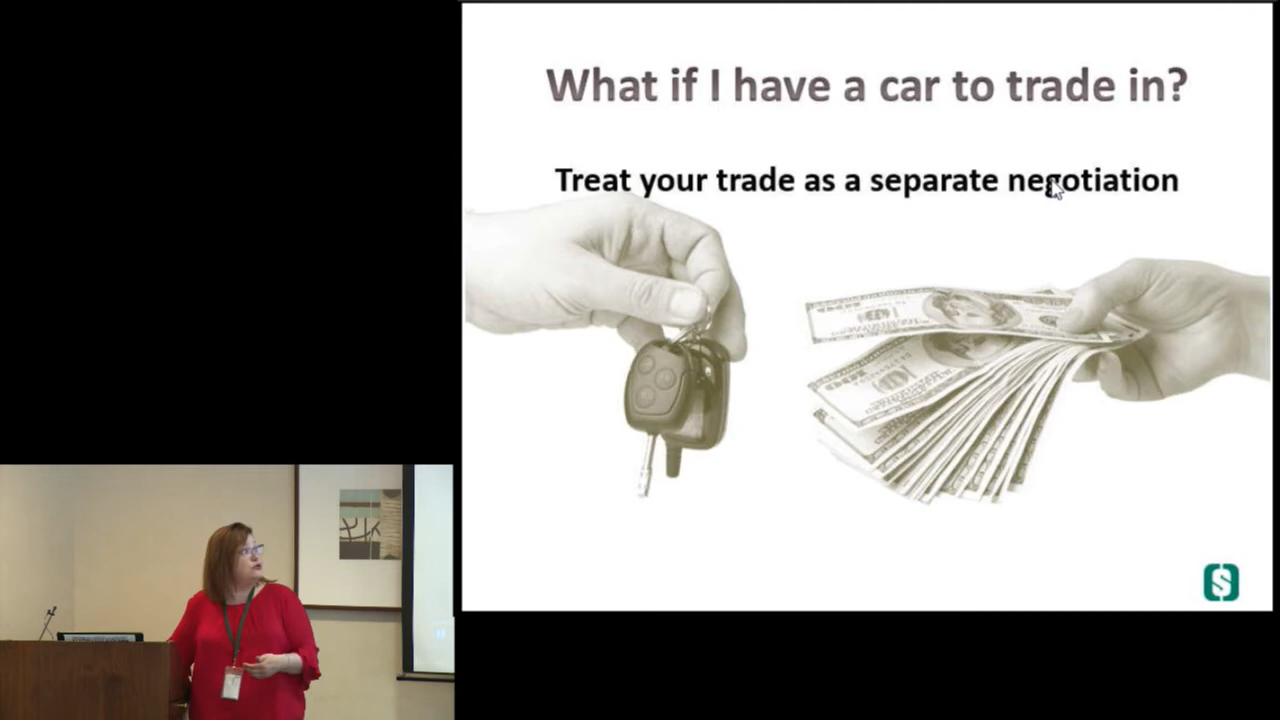 What if I have a car to trade in?
Treat your trade as a separate negotiation